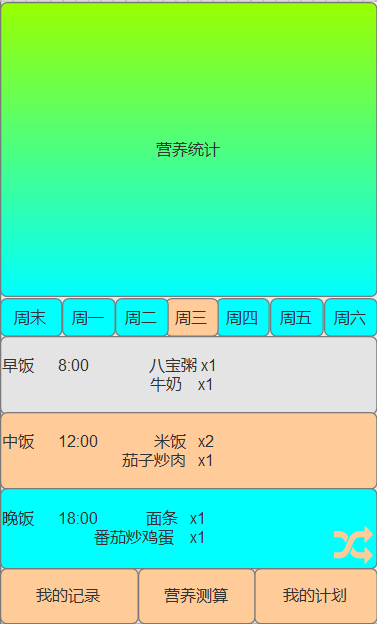 营养统计
周末 周一 周二 周三 周四 周五 周六
早饭 8:00 八宝粥 x1
牛奶 x1
中饭 12:00 米饭 x2
茄子炒肉 x1
晚饭 18:00 面条 x1
番茄炒鸡蛋 x1
我的记录 营养测算 我的计划